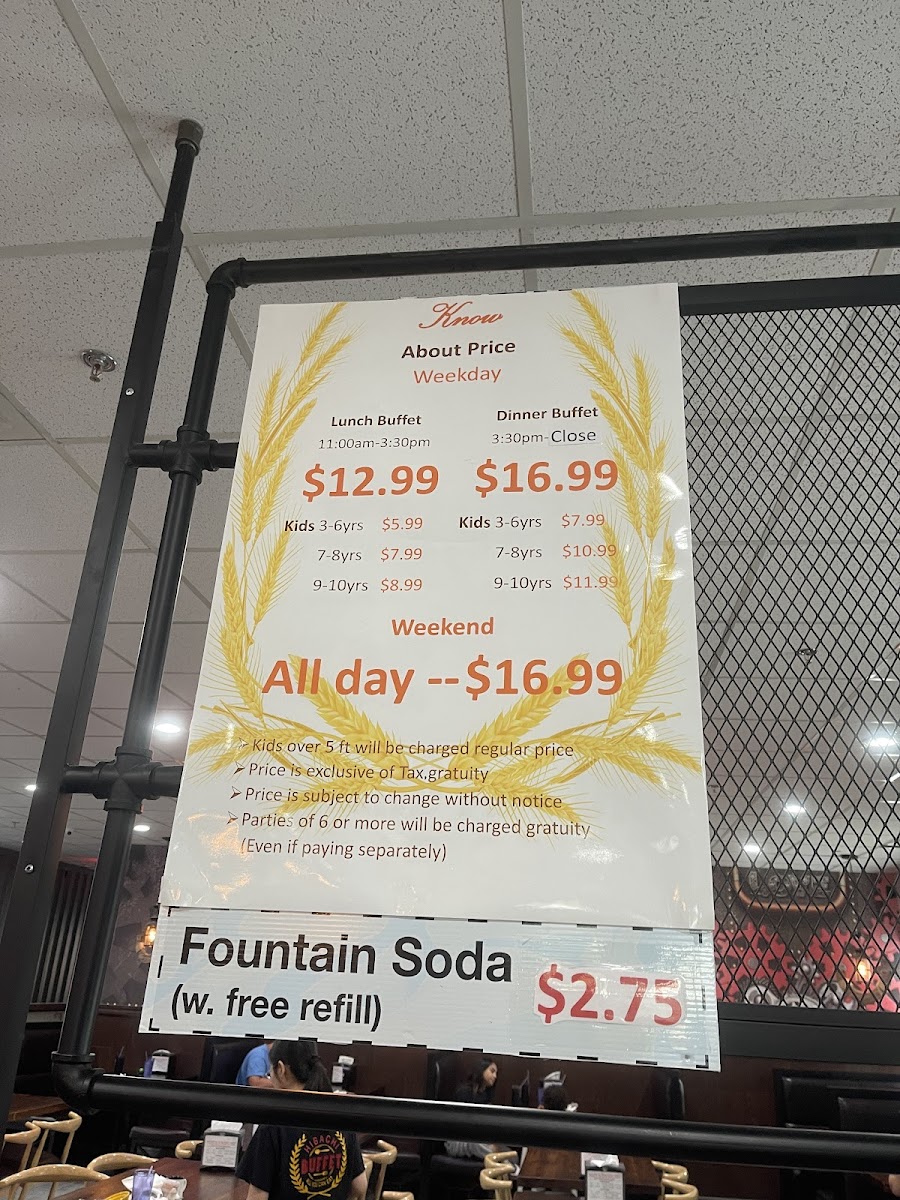 Know
About Price
Weekday
Lunch Buffet
11:00am-3:30pm
$12.99
Kids 3-6yrs $5.99
7-8yrs $7.99
9-10yrs $8.99
Dinner Buffet
3:30pm-Close
$16.99
Kids 3-6yrs $7.99
7-8yrs $10.99
9-10yrs $11.99
Weekend
All day --$16.99
➢ Kids over 5 ft will be charged regular price
➢ Price is exclusive of Tax,gratuity
➢ Price is subject to change without notice
➢ Parties of 6 or more will be charged gratuity
(Even if paying separately)
Fountain Soda
(w. free refill)
$2.75
HIBACHI
BUFFET